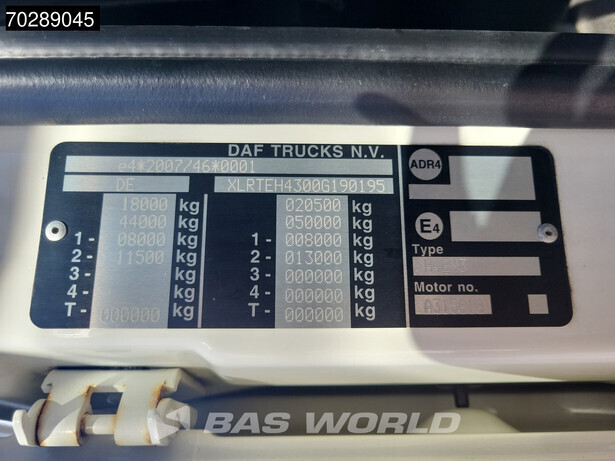 70289045
DAF TRUCKS N.V.
e4*2007/46*0001
DE XLRTEH4300G190195
18000 kg 020500 kg
44000 kg 050000 kg
1- 08000 kg 1- 008000 kg
2- 11500 kg 2- 013000 kg
3- kg 3- 000000 kg
4- kg 4- 000000 kg
T- 000000 kg T- 000000 kg
ADR4
E4
Type
Motor no.
BAS WORLD